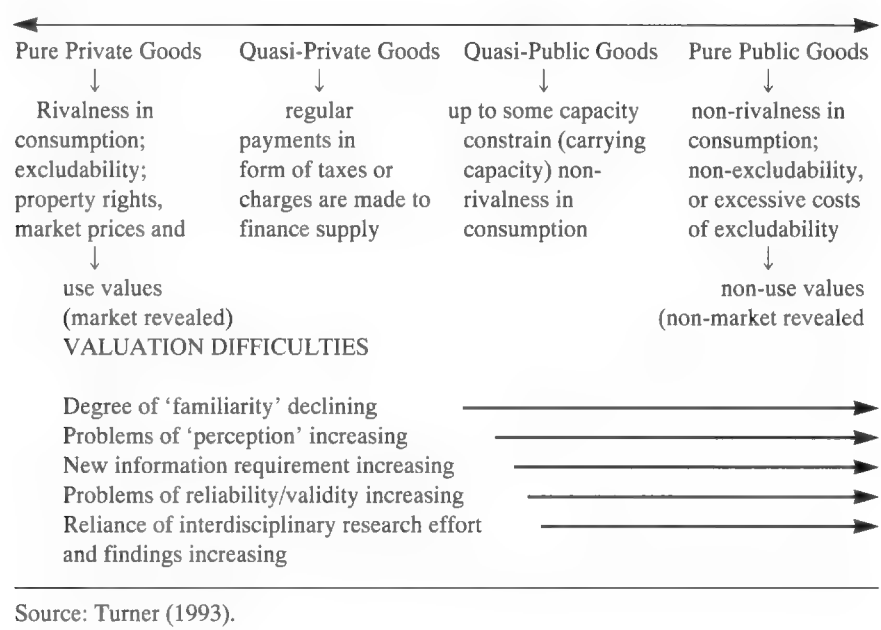 Pure Private Goods Quasi-Private Goods Quasi-Public Goods Pure Public Goods
Rivalness in
consumption;
excludability;
property rights,
market prices and
regular
payments in
form of taxes or
charges are made to
finance supply
up to some capacity
constrain (carrying
capacity) non-
rivalness in
consumption
non-rivalness in
consumption;
non-excludability,
or excessive costs
of excludability
use values
(market revealed)
non-use values
(non-market revealed
VALUATION DIFFICULTIES
Degree of ‘familiarity’ declining
Problems of ‘perception’ increasing
New information requirement increasing
Problems of reliability/validity increasing
Reliance of interdisciplinary research effort
and findings increasing
Source: Turner (1993).